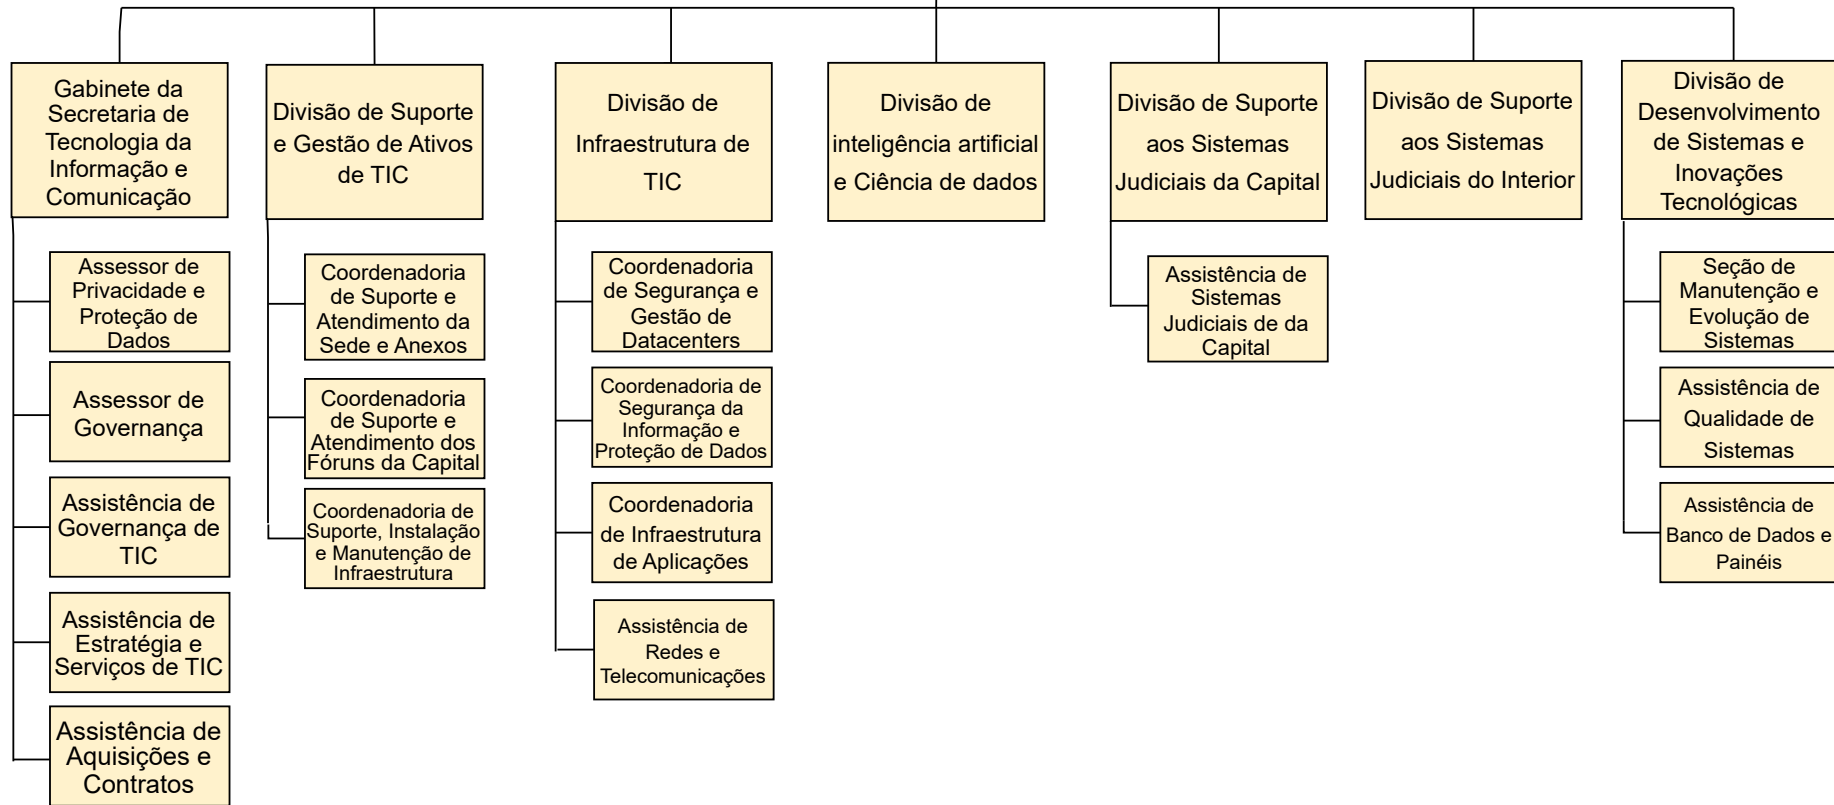 Gabinete da
Secretaria de
Tecnologia da
Informação e
Comunicação
Divisão de Suporte
e Gestão de Ativos
de TIC
Divisão de
Infraestrutura de
TIC
Divisão de
inteligência artificial
e Ciência de dados
Divisão de Suporte
aos Sistemas
Judiciais da Capital
Divisão de Suporte
aos Sistemas
Judiciais do Interior
Divisão de
Desenvolvimento
de Sistemas e
Inovações
Tecnológicas
Assessor de
Privacidade e
Proteção de
Dados
Assessor de
Governança
Assistência de
Governança de
TIC
Assistência de
Estratégia e
Serviços de TIC
Assistência de
Aquisições e
Contratos
Coordenadoria
de Suporte e
Atendimento da
Sede e Anexos
Coordenadoria
de Suporte e
Atendimento dos
Fóruns da Capital
Coordenadoria de
Suporte, Instalação
e Manutenção de
Infraestrutura
Coordenadoria
de Segurança e
Gestão de
Datacenters
Coordenadoria de
Segurança da
Informação e
Proteção de Dados
Coordenadoria
de Infraestrutura
de Aplicações
Assistência de
Redes e
Telecomunicações
Assistência de
Sistemas
Judiciais de da
Capital
Seção de
Manutenção e
Evolução de
Sistemas
Assistência de
Qualidade de
Sistemas
Assistência de
Banco de Dados e
Painéis